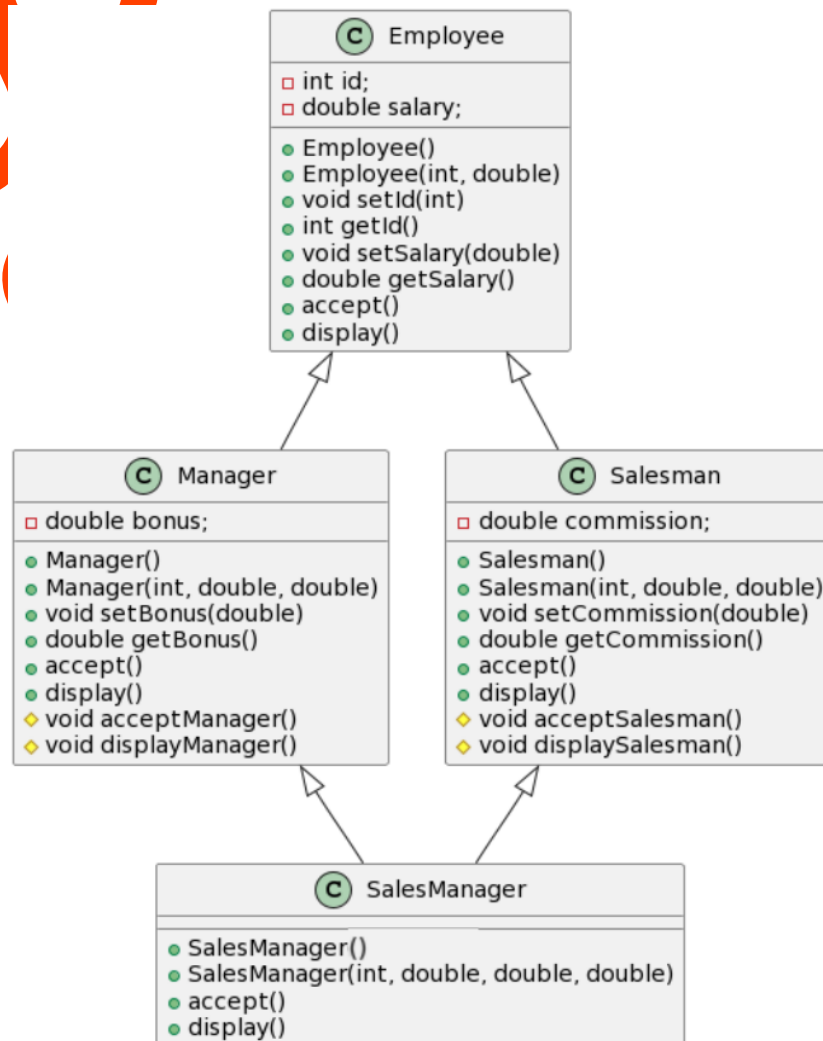 C Employee
int id;
double salary;
Employee()
Employee(int, double)
void setId(int)
int getId()
void setSalary(double)
double getSalary()
accept()
display()
C Manager
double bonus;
Manager()
Manager(int, double, double)
void setBonus(double)
double getBonus()
accept()
display()
void acceptManager()
void displayManager()
C Salesman
double commission;
Salesman()
Salesman(int, double, double)
void setCommission(double)
double getCommission()
accept()
display()
void acceptSalesman()
void displaySalesman()
C SalesManager
SalesManager()
SalesManager(int, double, double, double)
accept()
display()